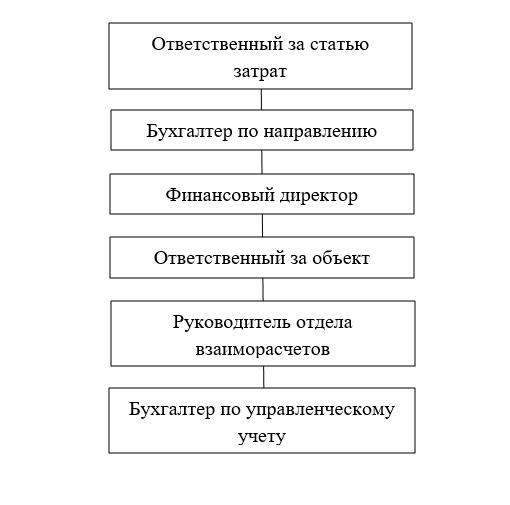 Ответственный за статью
затрат
Бухгалтер по направлению
Финансовый директор
Ответственный за объект
Руководитель отдела
взаиморасчетов
Бухгалтер по управленческому
учету